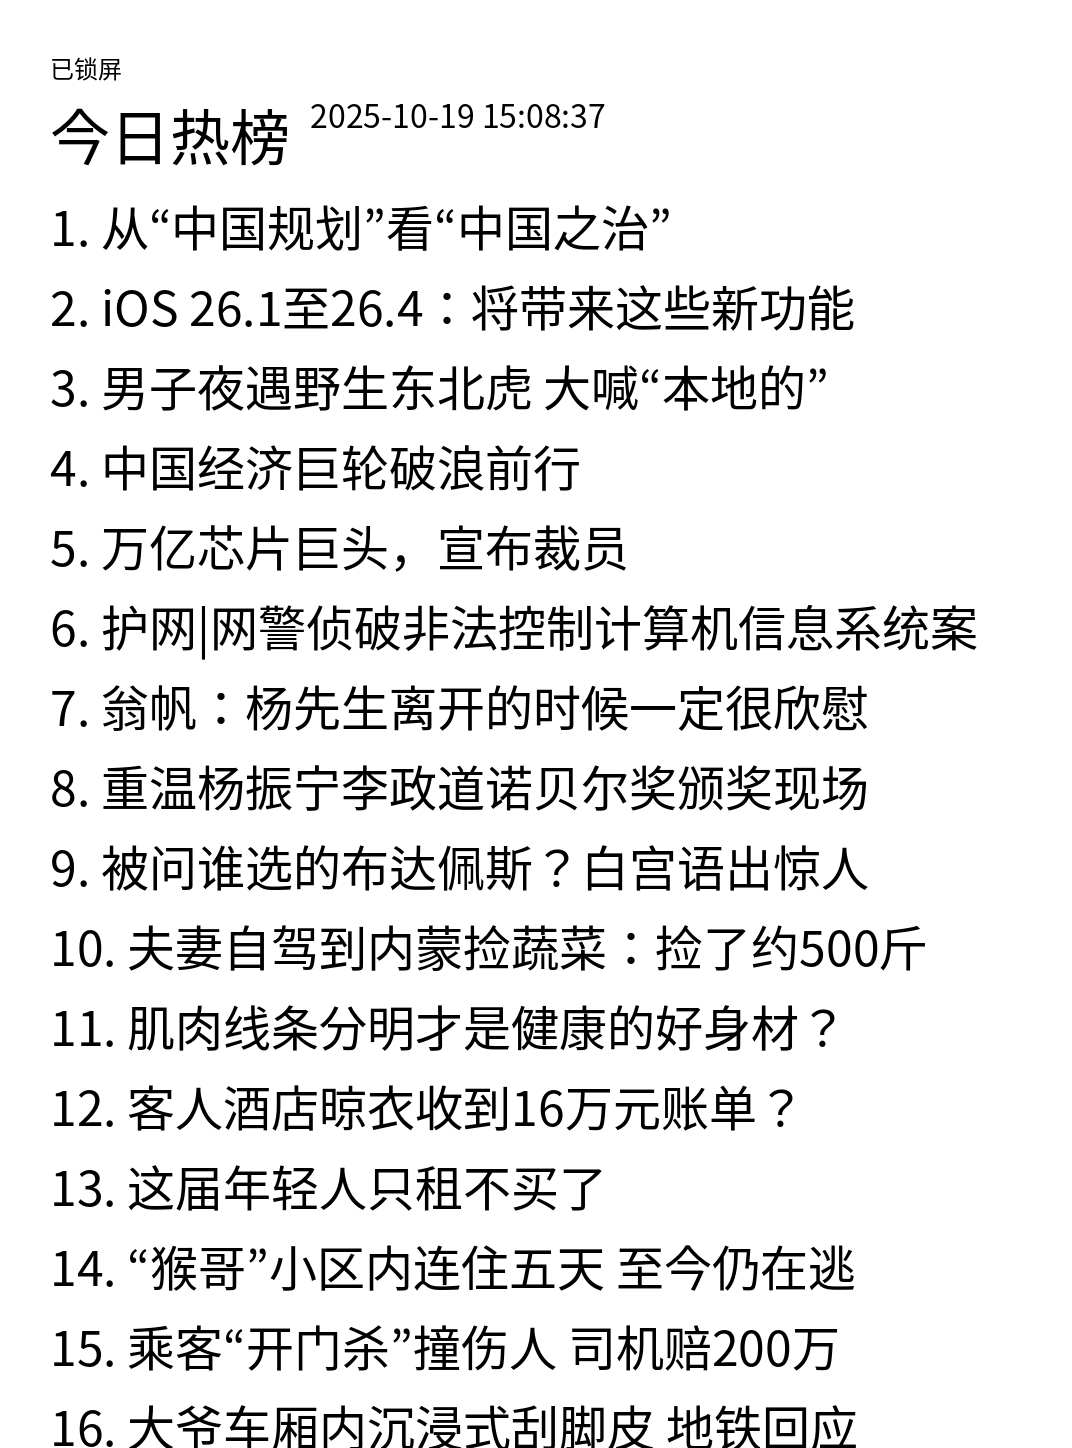 已锁屏
今日热榜 2025-10-19 15:08:37
1. 从“中国规划”看“中国之治”
2. iOS 26.1至26.4：将带来这些新功能
3. 男子夜遇野生东北虎 大喊“本地的”
4. 中国经济巨轮破浪前行
5. 万亿芯片巨头，宣布裁员
6. 护网|网警侦破非法控制计算机信息系统案
7. 翁帆：杨先生离开的时候一定很欣慰
8. 重温杨振宁李政道诺贝尔奖颁奖现场
9. 被问谁选的布达佩斯？白宫语出惊人
10. 夫妻自驾到内蒙捡蔬菜：捡了约500斤
11. 肌肉线条分明才是健康的好身材？
12. 客人酒店晾衣收到16万元账单？
13. 这届年轻人只租不买了
14. “猴哥”小区内连住五天 至今仍在逃
15. 乘客“开门杀”撞伤人 司机赔200万
16. 大爷车厢内沉浸式刮脚皮 地铁回应